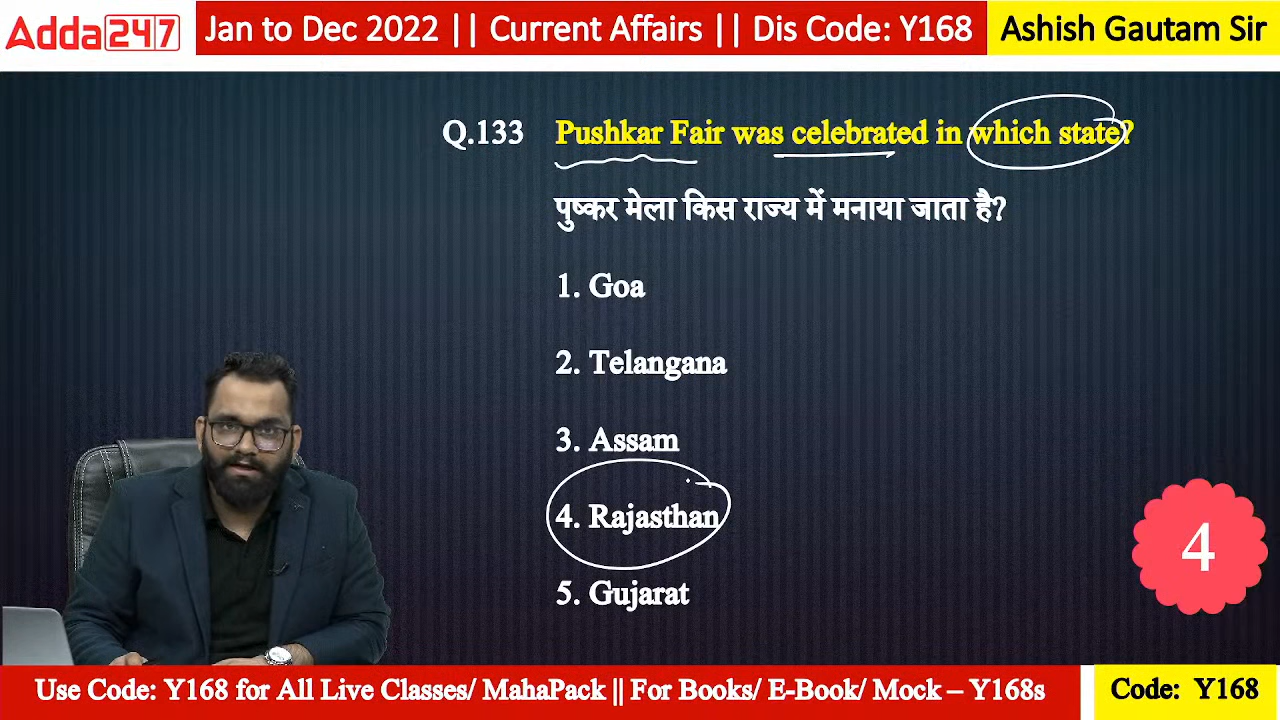 Adda247 Jan to Dec 2022 || Current Affairs || Dis Code: Y168 Ashish Gautam Sir
Q.133 Pushkar Fair was celebrated in which state?
पुष्कर मेला किस राज्य में मनाया जाता है?
1. Goa
2. Telangana
3. Assam
4. Rajasthan
4
5. Gujarat
Use Code: Y168 for All Live Classes/ MahaPack || For Books/ E-Book/ Mock – Y168s Code: Y168